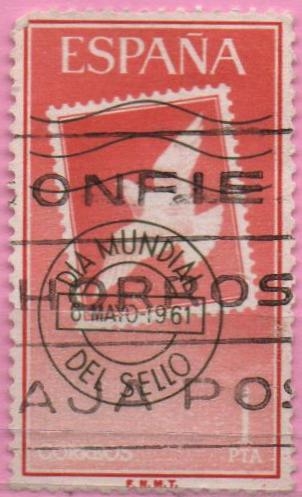 ESPAÑA
ONFIE
DIA MUNDIAL
HORROS
6 MAYO-1961
DEL SELLO
AJA POS
CORREOS
1 PTA
F.N.M.T.